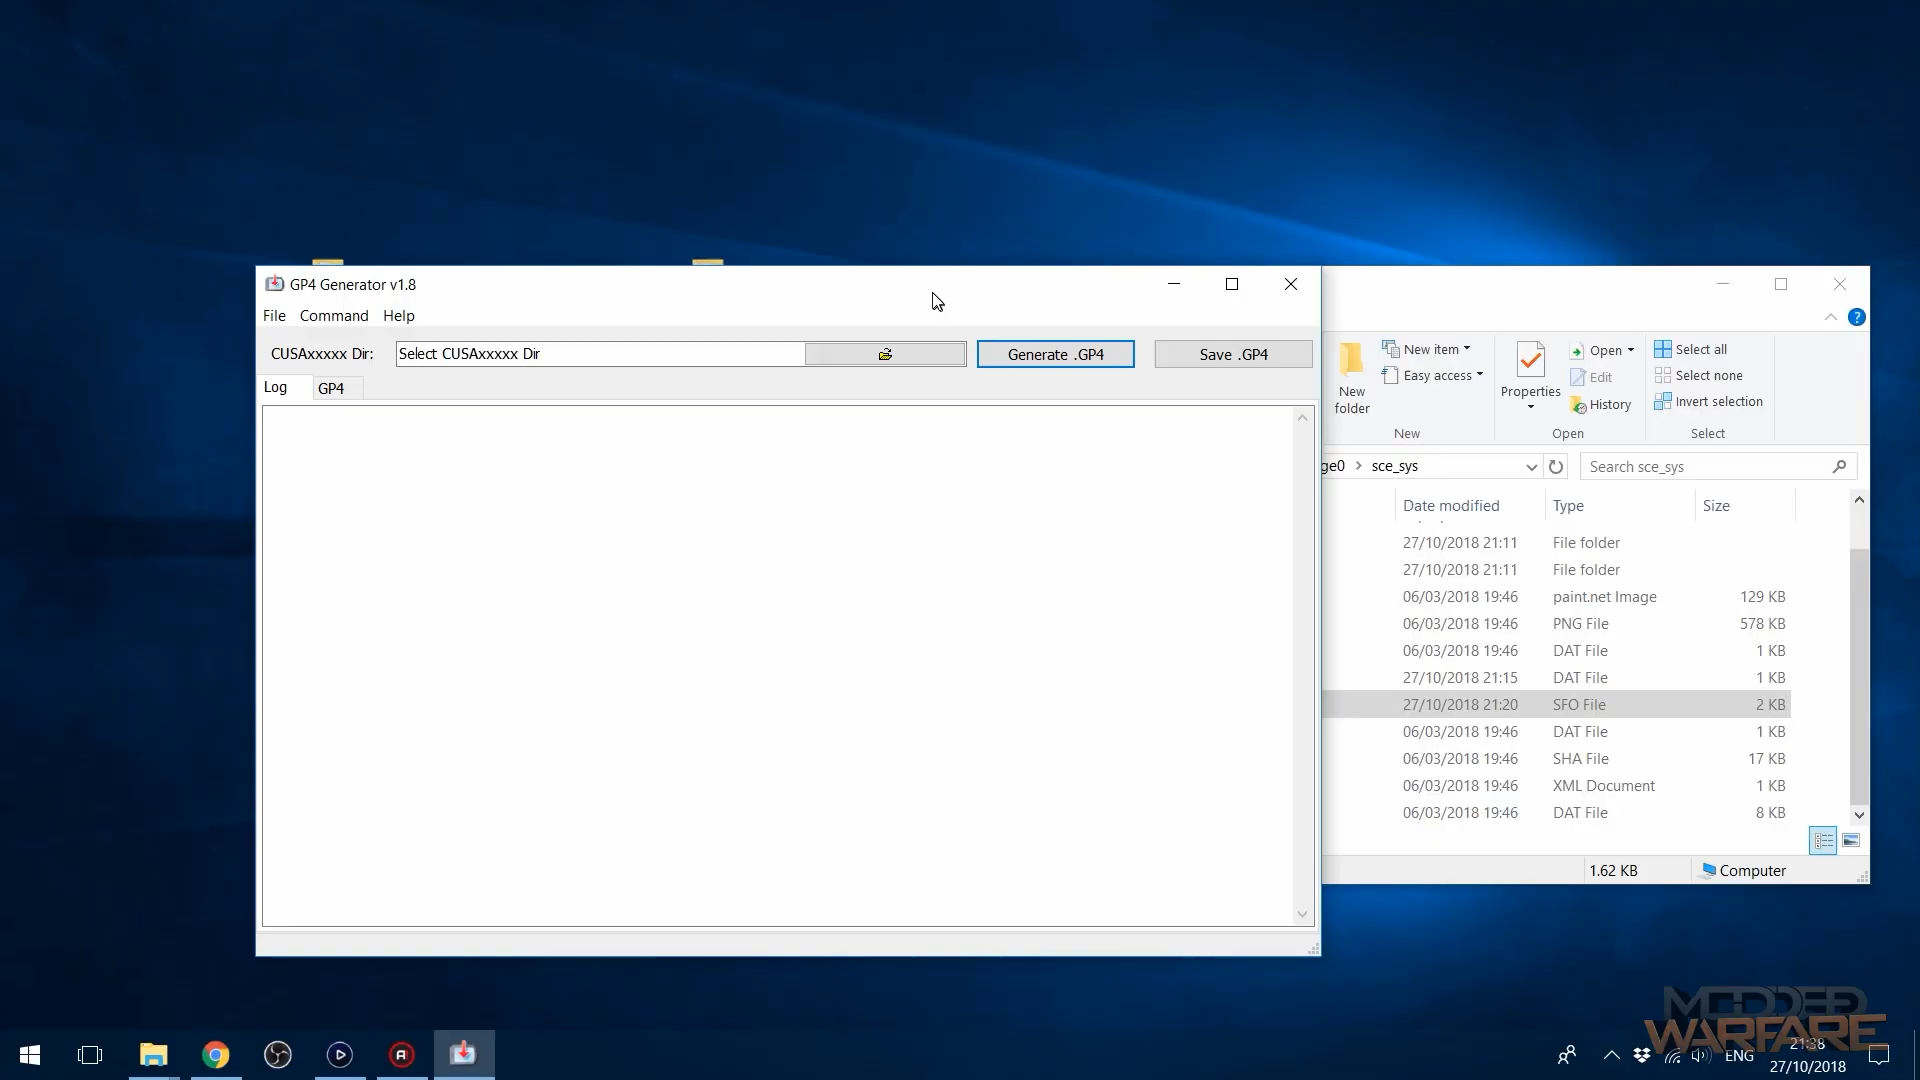 GP4 Generator v1.8
File Command Help
CUSAxxxxx Dir: Select CUSAxxxxx Dir Generate .GP4 Save .GP4
Log GP4
New folder
New item
Easy access
New
Properties
Open
Edit
History
Open
Select all
Select none
Invert selection
Select
ge0 > sce_sys
Search sce_sys
Date modified Type Size
27/10/2018 21:11 File folder
27/10/2018 21:11 File folder
06/03/2018 19:46 paint.net Image 129 KB
06/03/2018 19:46 PNG File 578 KB
06/03/2018 19:46 DAT File 1 KB
27/10/2018 21:15 DAT File 1 KB
27/10/2018 21:20 SFO File 2 KB
06/03/2018 19:46 DAT File 1 KB
06/03/2018 19:46 SHA File 17 KB
06/03/2018 19:46 XML Document 1 KB
06/03/2018 19:46 DAT File 8 KB
1.62 KB Computer
MODDED WARFARE
ENG
21:38
27/10/2018